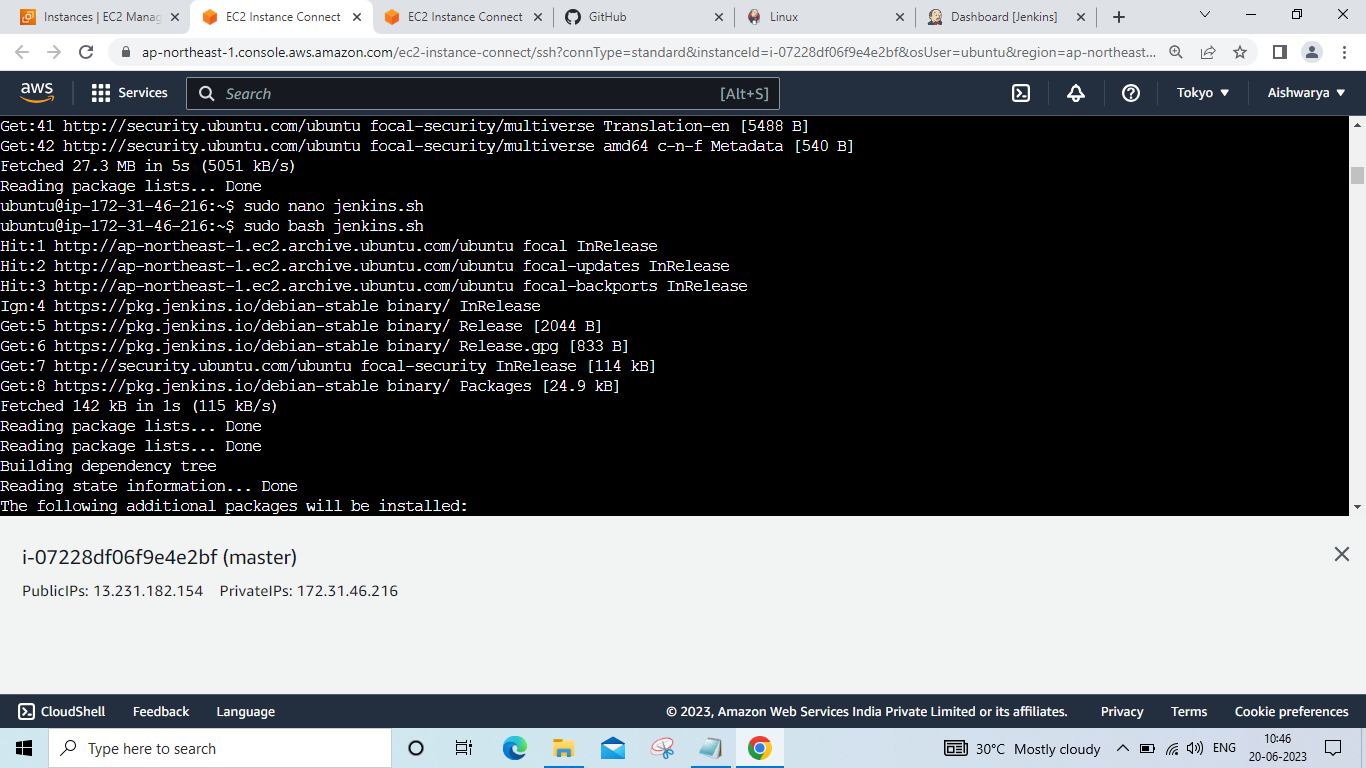 Instances | EC2 Manag
EC2 Instance Connect
EC2 Instance Connect
GitHub
Linux
Dashboard [Jenkins]
ap-northeast-1.console.aws.amazon.com/ec2-instance-connect/ssh?connType=standard&instanceId=i-07228df06f9e4e2bf&osUser=ubuntu&region=ap-northeast...
aws
Services
Search
[Alt+S]
Tokyo
Aishwarya
Get:41 http://security.ubuntu.com/ubuntu focal-security/multiverse Translation-en [5488 B]
Get:42 http://security.ubuntu.com/ubuntu focal-security/multiverse amd64 c-n-f Metadata [540 B]
Fetched 27.3 MB in 5s (5051 kB/s)
Reading package lists... Done
ubuntu@ip-172-31-46-216:~$ sudo nano jenkins.sh
ubuntu@ip-172-31-46-216:~$ sudo bash jenkins.sh
Hit:1 http://ap-northeast-1.ec2.archive.ubuntu.com/ubuntu focal InRelease
Hit:2 http://ap-northeast-1.ec2.archive.ubuntu.com/ubuntu focal-updates InRelease
Hit:3 http://ap-northeast-1.ec2.archive.ubuntu.com/ubuntu focal-backports InRelease
Ign:4 https://pkg.jenkins.io/debian-stable binary/ InRelease
Get:5 https://pkg.jenkins.io/debian-stable binary/ Release [2044 B]
Get:6 https://pkg.jenkins.io/debian-stable binary/ Release.gpg [833 B]
Get:7 http://security.ubuntu.com/ubuntu focal-security InRelease [114 kB]
Get:8 https://pkg.jenkins.io/debian-stable binary/ Packages [24.9 kB]
Fetched 142 kB in 1s (115 kB/s)
Reading package lists... Done
Reading package lists... Done
Building dependency tree
Reading state information... Done
The following additional packages will be installed:
i-07228df06f9e4e2bf (master)
PublicIPs: 13.231.182.154 PrivateIPs: 172.31.46.216
CloudShell
Feedback
Language
© 2023, Amazon Web Services India Private Limited or its affiliates.
Privacy
Terms
Cookie preferences
Type here to search
30°C Mostly cloudy
ENG
10:46
20-06-2023